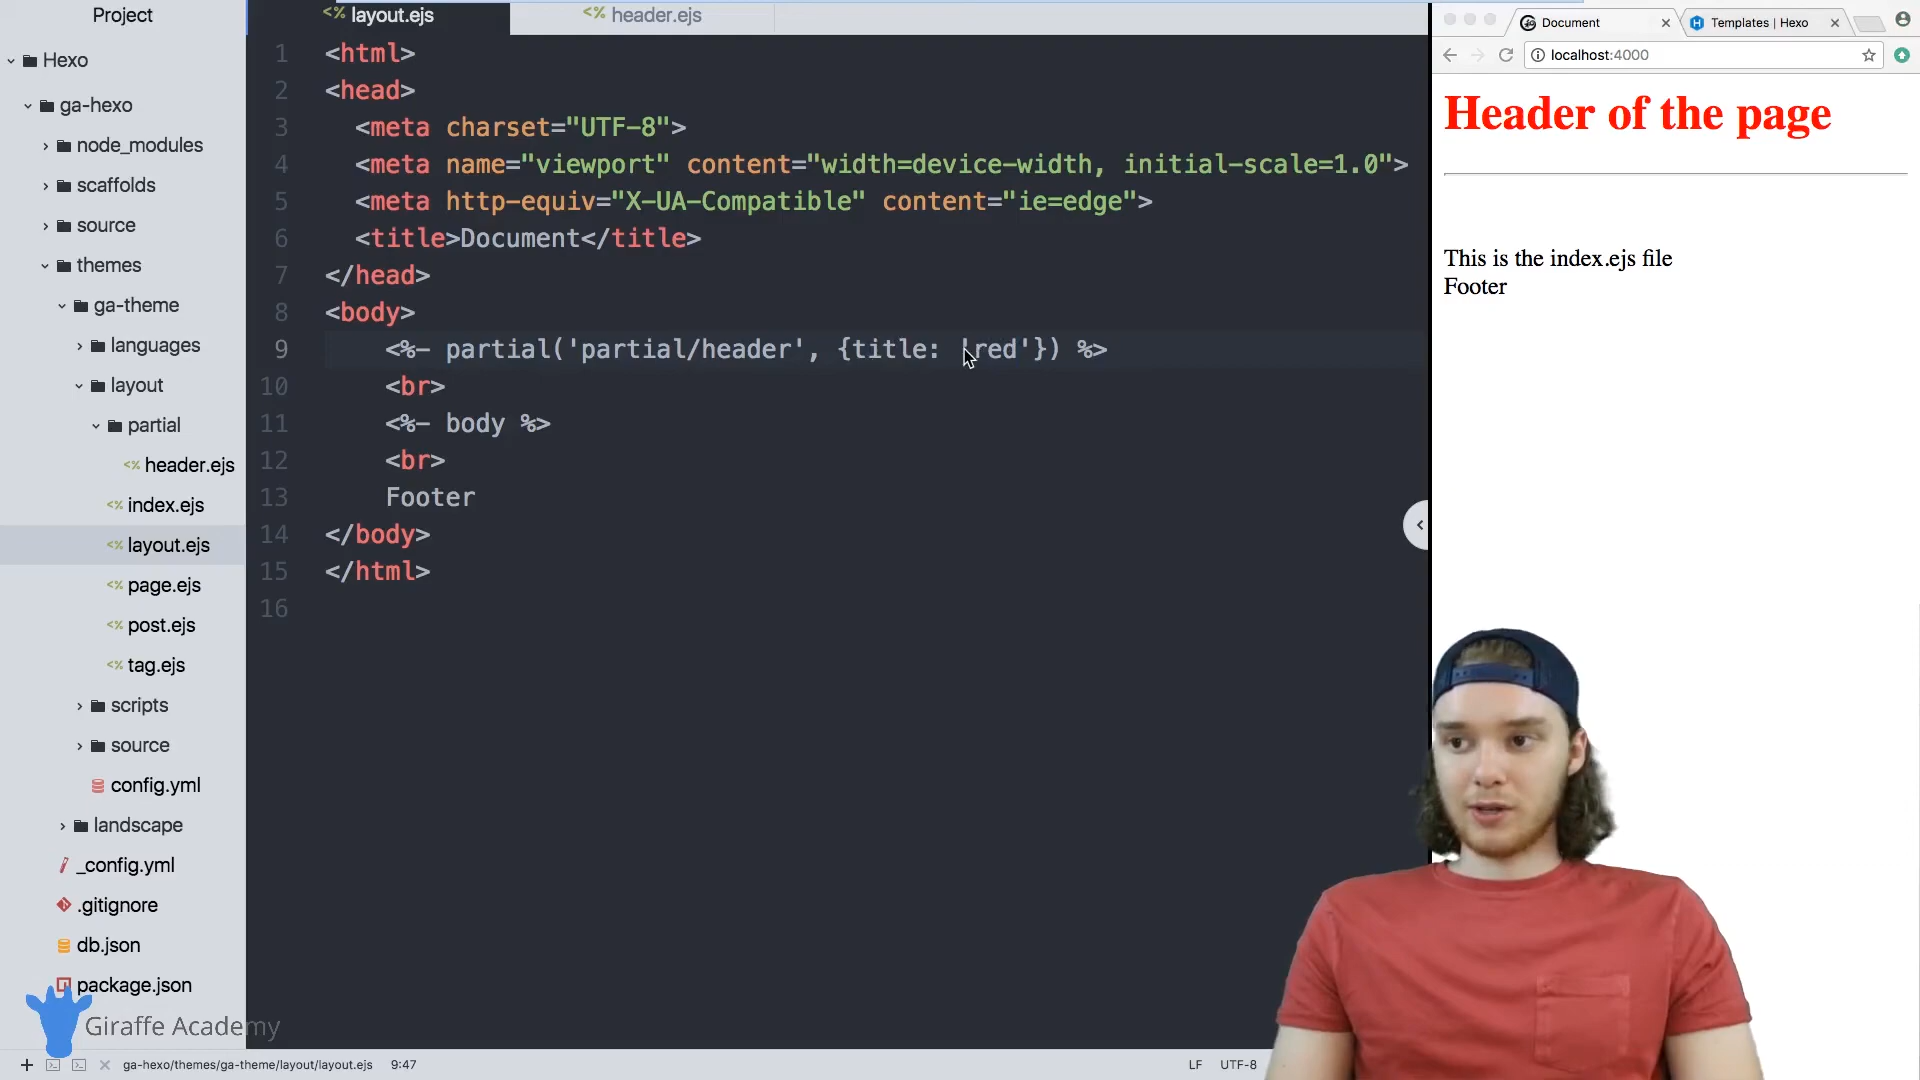 Project
Hexo
ga-hexo
node_modules
scaffolds
source
themes
ga-theme
languages
layout
partial
header.ejs
index.ejs
layout.ejs
page.ejs
post.ejs
tag.ejs
scripts
source
config.yml
landscape
_config.yml
.gitignore
db.json
package.json
Giraffe Academy
<% layout.ejs
<% header.ejs
1 <html>
2 <head>
3 <meta charset="UTF-8">
4 <meta name="viewport" content="width=device-width, initial-scale=1.0">
5 <meta http-equiv="X-UA-Compatible" content="ie=edge">
6 <title>Document</title>
7 </head>
8 <body>
9 <%- partial('partial/header', {title: 'red'}) %>
10 <br>
11 <%- body %>
12 <br>
13 Footer
14 </body>
15 </html>
16
ga-hexo/themes/ga-theme/layout/layout.ejs 9:47
LF UTF-8
Document
Templates | Hexo
localhost:4000
Header of the page
This is the index.ejs file
Footer